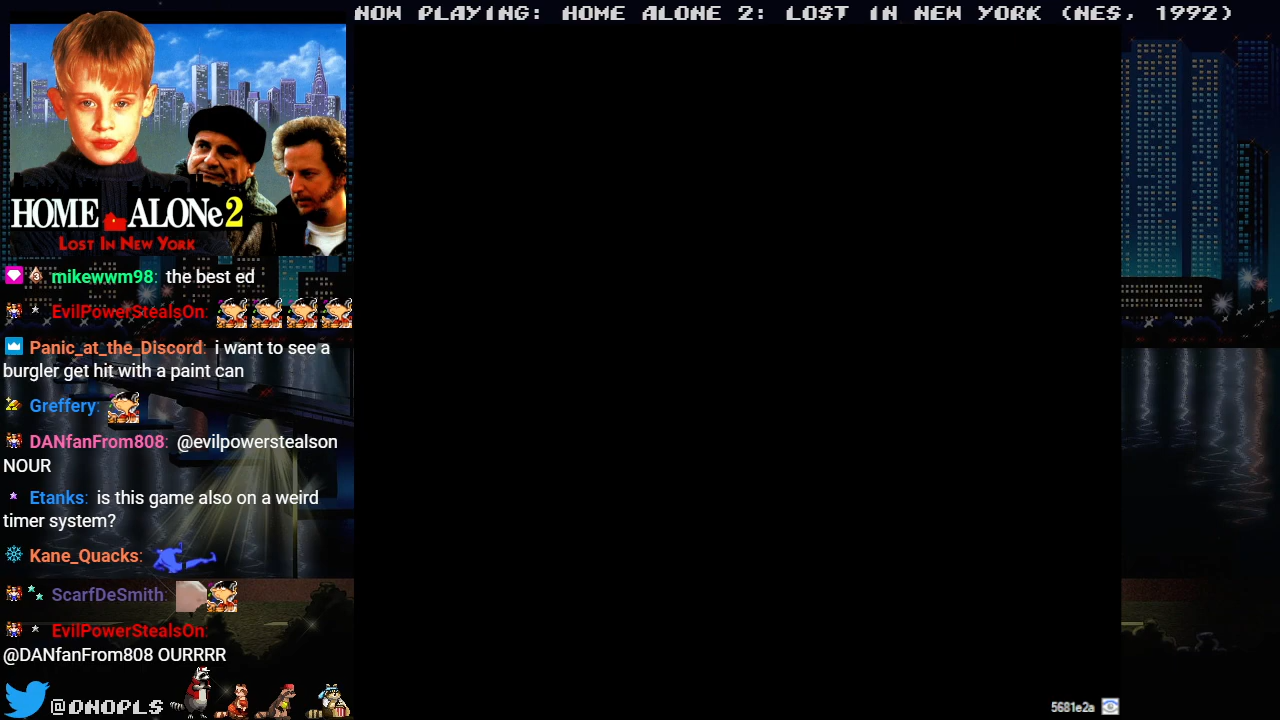 NOW PLAYING: HOME ALONE 2: LOST IN NEW YORK (NES, 1992)
HOME ALONe 2
LOST IN NEW YORK
mikewwm98: the best ed
EvilPowerStealsOn:
Panic_at_the_Discord: i want to see a
burgler get hit with a paint can
Greffery:
DANfanFrom808: @evilpowerstealson
NOUR
Etanks: is this game also on a weird
timer system?
Kane_Quacks:
ScarfDeSmith:
EvilPowerStealsOn:
@DANfanFrom808 OURRRR
@ONOPLS
5681e2a